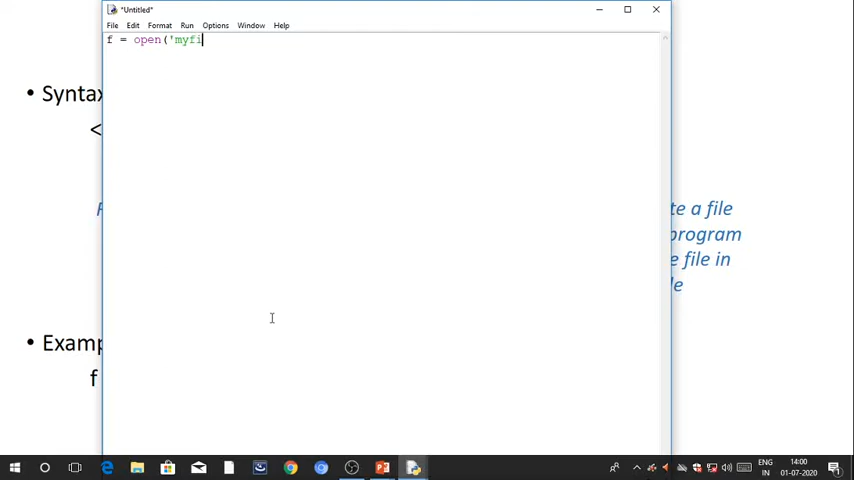 *Untitled*
File Edit Format Run Options Window Help
f = open('myfi
• Syntax
<
te a file
program
e file in
le
• Examp
f
ENG 14:00
IN 01-07-2020